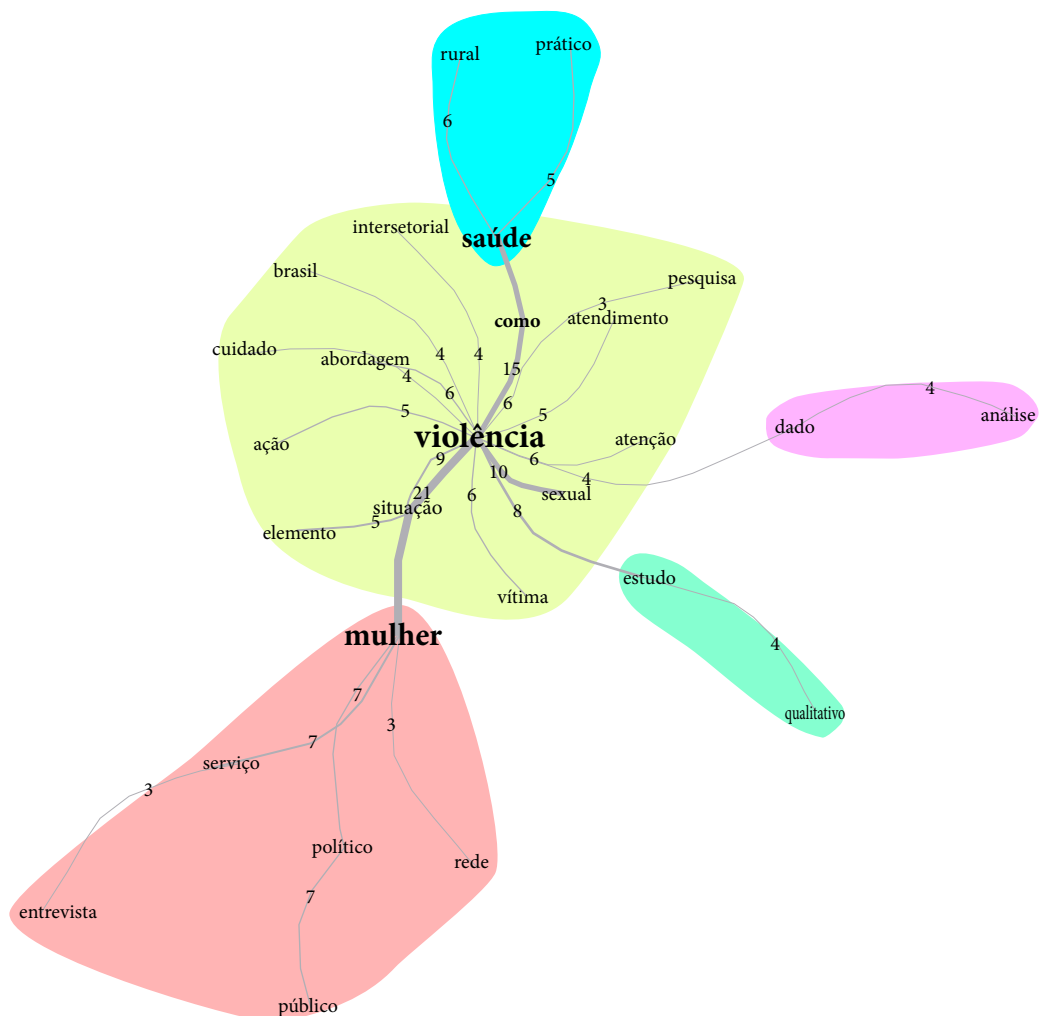 prático
rural
6
5
intersetorial
saúde
brasil
pesquisa
3
como
atendimento
cuidado
abordagem
4
4
15
4
6
6
5
5
4
análise
dado
violência
ação
atenção
9
6
10
4
21
6
sexual
situação
8
5
elemento
estudo
vítima
mulher
4
7
3
qualitativo
7
serviço
3
político
rede
7
entrevista
público